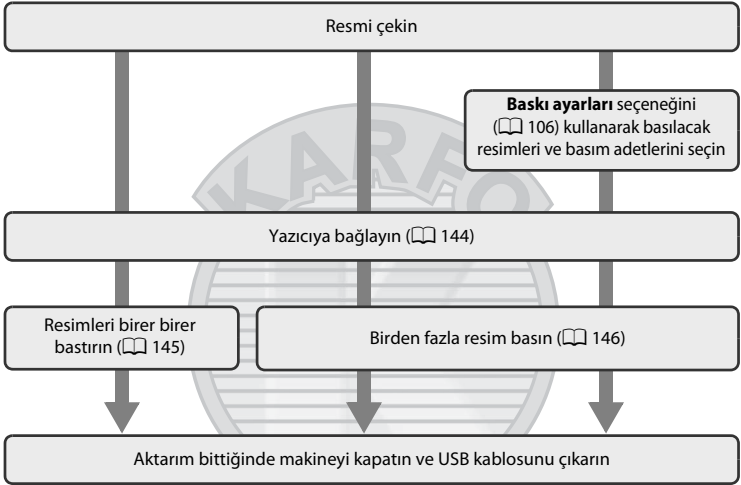 Resmi çekin
Baskı ayarları seçeneğini
(106) kullanarak basılacak
resimleri ve basım adetlerini seçin
KARFO
Yazıcıya bağlayın (144)
Resimleri birer birer
bastırın (145)
Birden fazla resim basın (146)
Aktarım bittiğinde makineyi kapatın ve USB kablosunu çıkarın